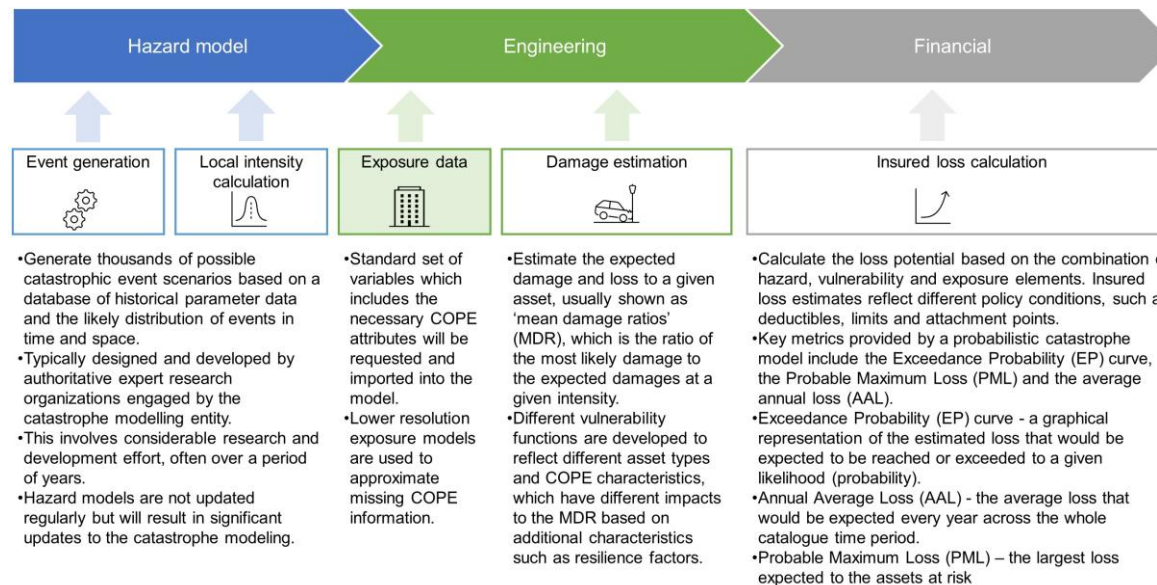 Hazard model
Engineering
Financial
Event generation
Local intensity
calculation
Exposure data
Damage estimation
Insured loss calculation
•Generate thousands of possible
catastrophic event scenarios based on a
database of historical parameter data
and the likely distribution of events in
time and space.
•Typically designed and developed by
authoritative expert research
organizations engaged by the
catastrophe modelling entity.
•This involves considerable research and
development effort, often over a period
of years.
•Hazard models are not updated
regularly but will result in significant
updates to the catastrophe modeling.
•Standard set of
variables which
includes the
necessary COPE
attributes will be
requested and
imported into the
model.
•Lower resolution
exposure models
are used to
approximate
missing COPE
information.
•Estimate the expected
damage and loss to a given
asset, usually shown as
‘mean damage ratios’
(MDR), which is the ratio of
the most likely damage to
the expected damages at a
given intensity.
•Different vulnerability
functions are developed to
reflect different asset types
and COPE characteristics,
which have different impacts
to the MDR based on
additional characteristics
such as resilience factors.
•Calculate the loss potential based on the combination
hazard, vulnerability and exposure elements. Insured
loss estimates reflect different policy conditions, such
deductibles, limits and attachment points.
•Key metrics provided by a probabilistic catastrophe
model include the Exceedance Probability (EP) curve,
the Probable Maximum Loss (PML) and the average
annual loss (AAL).
•Exceedance Probability (EP) curve - a graphical
representation of the estimated loss that would be
expected to be reached or exceeded to a given
likelihood (probability).
•Annual Average Loss (AAL) - the average loss that
would be expected every year across the whole
catalogue time period.
•Probable Maximum Loss (PML) – the largest loss
expected to the assets at risk